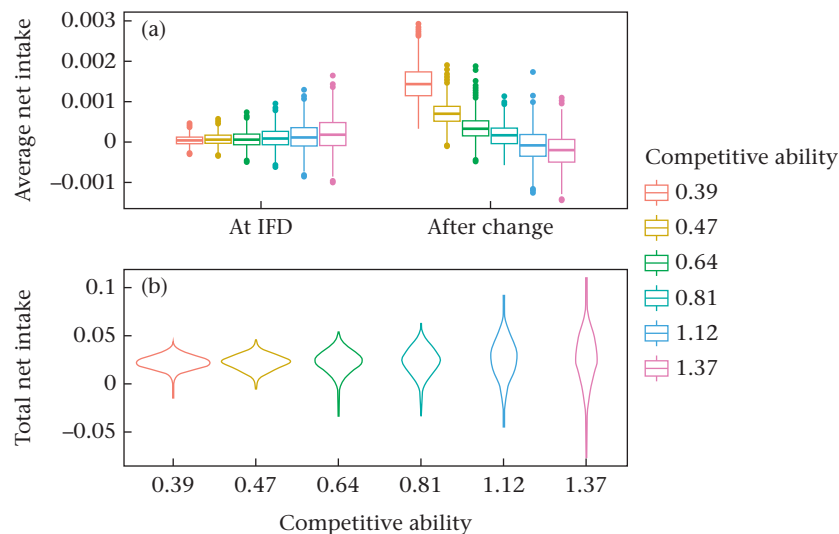 (a)
Average net intake
0.003
0.002
0.001
0
−0.001
At IFD
After change
(b)
Total net intake
0.1
0.05
0
−0.05
0.39
0.47
0.64
0.81
1.12
1.37
Competitive ability
Competitive ability
0.39
0.47
0.64
0.81
1.12
1.37